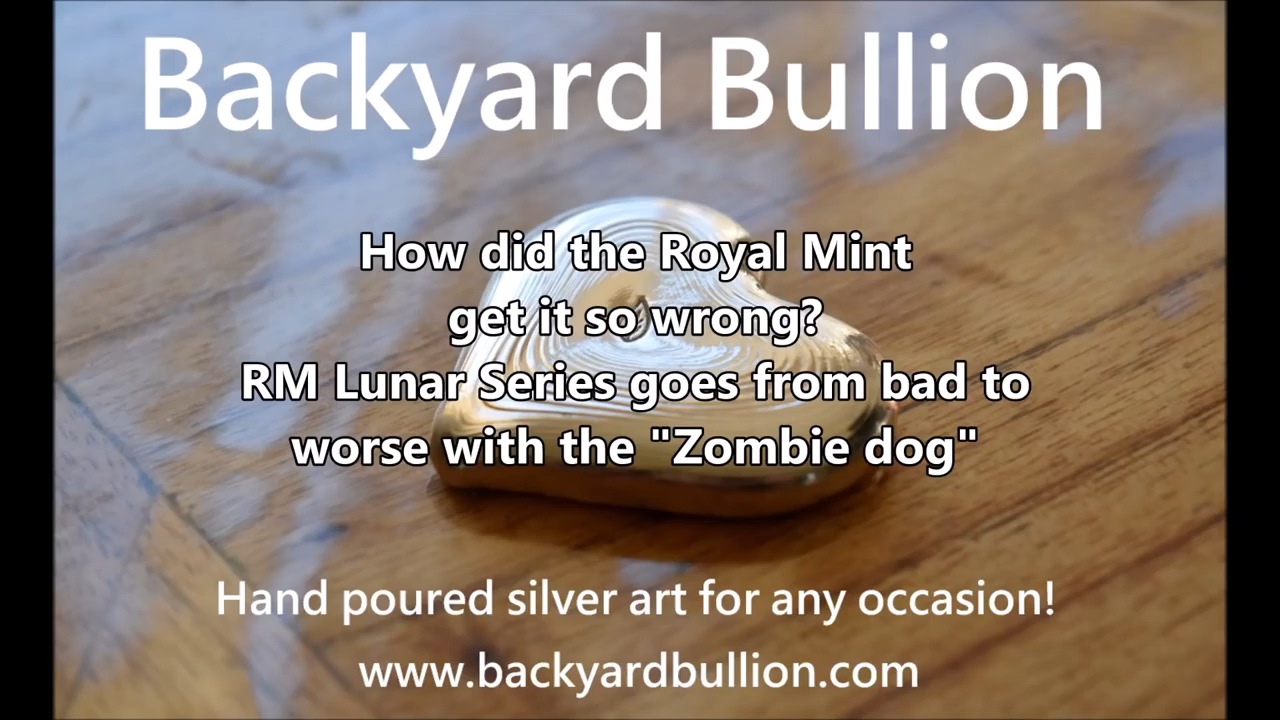 Backyard Bullion
How did the Royal Mint
get it so wrong?
RM Lunar Series goes from bad to
worse with the "Zombie dog"
Hand poured silver art for any occasion!
www.backyardbullion.com